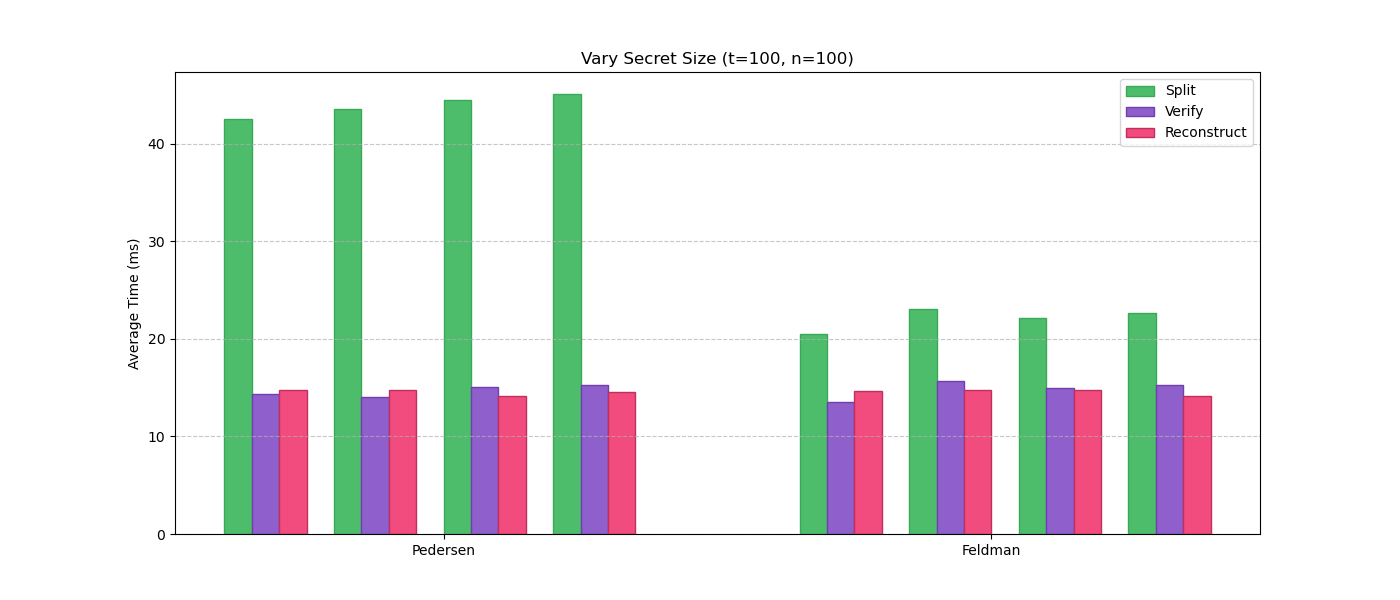 Vary Secret Size (t=100, n=100)
Split
Verify
Reconstruct
Average Time (ms)
40
30
20
10
0
Pedersen
Feldman